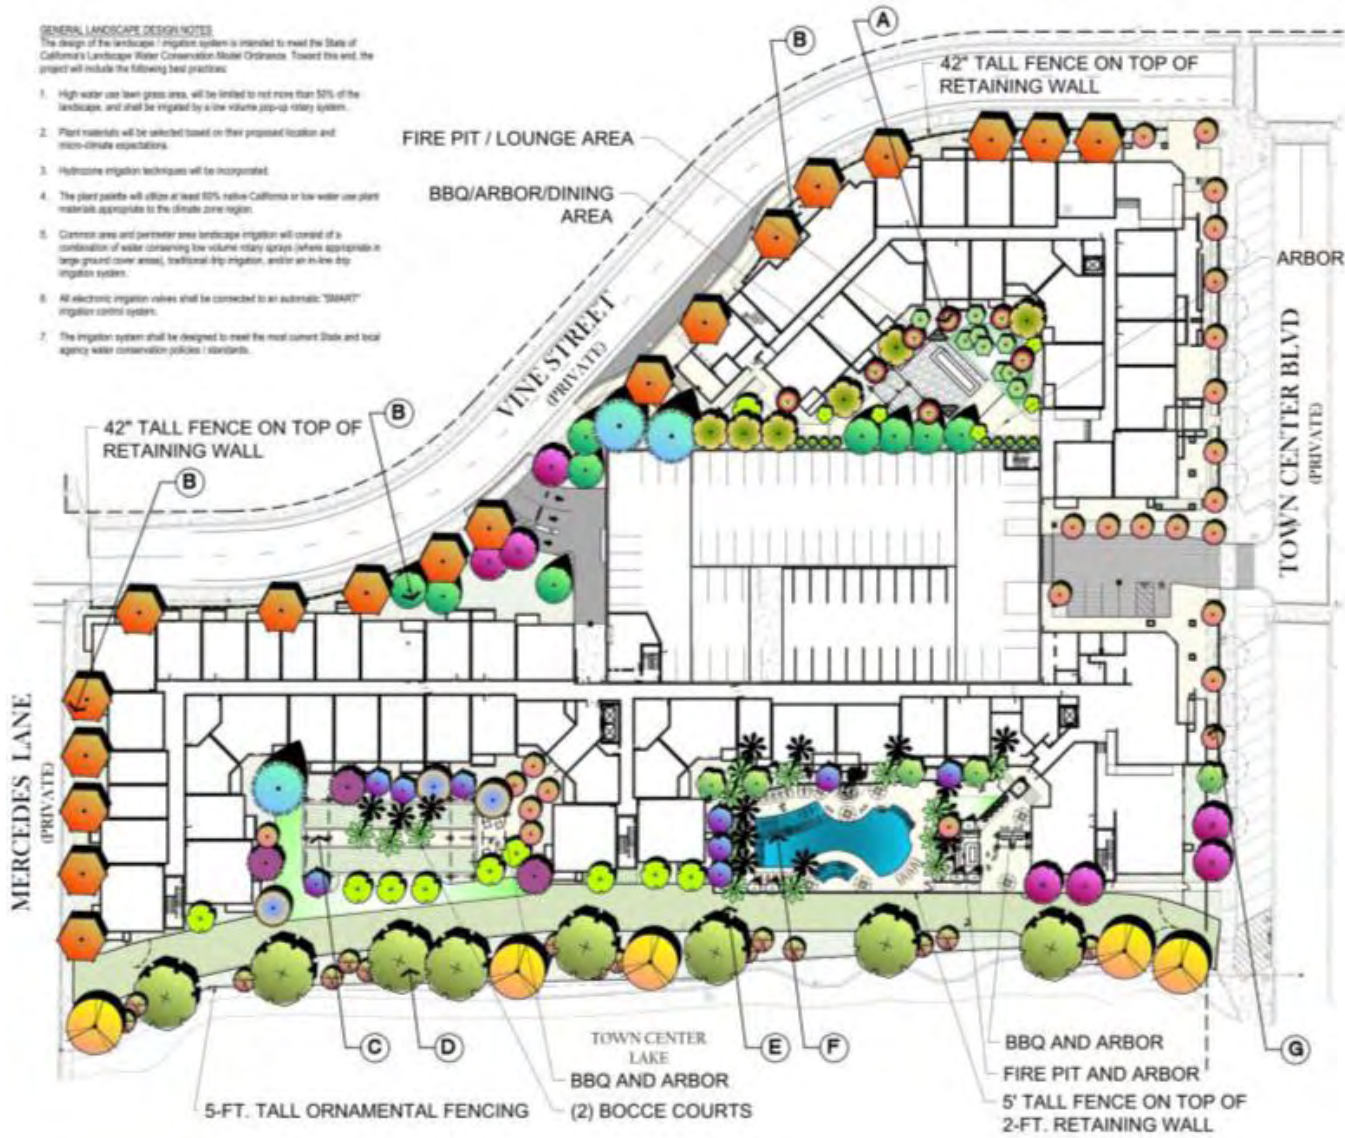 GENERAL LANDSCAPE DESIGN NOTES
The design of the landscape / irrigation system is intended to meet the State of
California's Landscape Water Conservation Model Ordinance. Toward this end, the
project will include the following best practices:
1. High water use lawn grass area, will be limited to not more than 50% of the
landscape, and shall be irrigated by a low volume pop-up rotary system.
2. Plant materials will be selected based on their proposed location and
micro-climate expectations.
3. Hydrozone irrigation techniques will be incorporated.
4. The plant palette will utilize at least 60% native California or low water use plant
materials appropriate to the climate zone region.
5. Common area and perimeter area landscape irrigation will consist of a
combination of water conserving low volume rotary sprays (where appropriate in
large ground cover areas), traditional drip irrigation, and/or an in-line drip
irrigation system.
6. All electronic irrigation valves shall be connected to an automatic "SMART"
irrigation control system.
7. The irrigation system shall be designed to meet the most current State and local
agency water conservation policies / standards.
A
B
42" TALL FENCE ON TOP OF
RETAINING WALL
FIRE PIT / LOUNGE AREA
BBQ/ARBOR/DINING
AREA
ARBOR
VINE STREET
(PRIVATE)
TOWN CENTER BLVD
(PRIVATE)
B
42" TALL FENCE ON TOP OF
RETAINING WALL
B
MERCEDES LANE
(PRIVATE)
C
D
E
F
G
TOWN CENTER
LAKE
BBQ AND ARBOR
(2) BOCCE COURTS
5-FT. TALL ORNAMENTAL FENCING
BBQ AND ARBOR
FIRE PIT AND ARBOR
5' TALL FENCE ON TOP OF
2-FT. RETAINING WALL